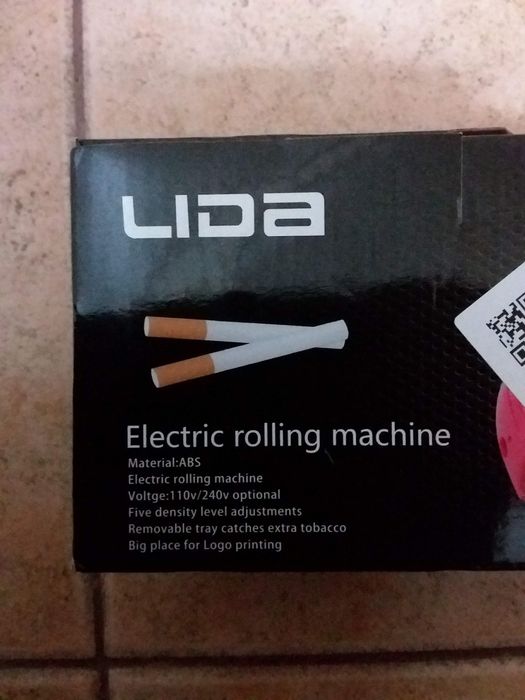 LIDa
Electric rolling machine
Material:ABS
Electric rolling machine
Voltge:110v/240v optional
Five density level adjustments
Removable tray catches extra tobacco
Big place for Logo printing